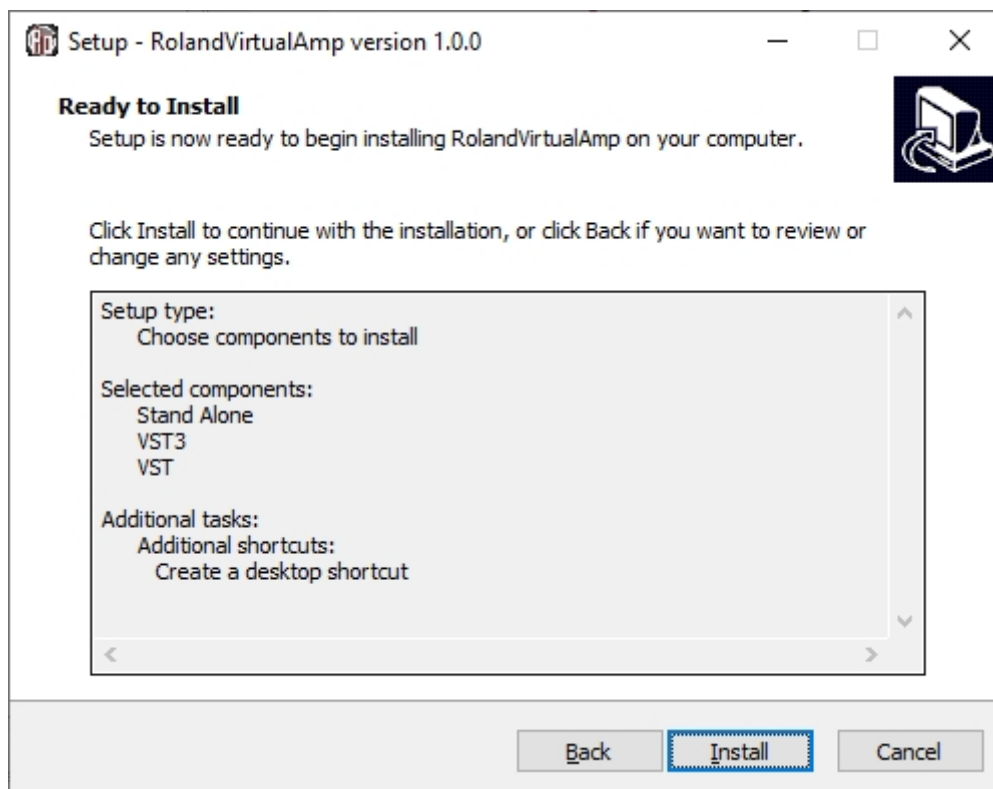 Setup - RolandVirtualAmp version 1.0.0
Ready to Install
Setup is now ready to begin installing RolandVirtualAmp on your computer.
Click Install to continue with the installation, or click Back if you want to review or
change any settings.
Setup type:
Choose components to install
Selected components:
Stand Alone
VST3
VST
Additional tasks:
Additional shortcuts:
Create a desktop shortcut
Back
Install
Cancel